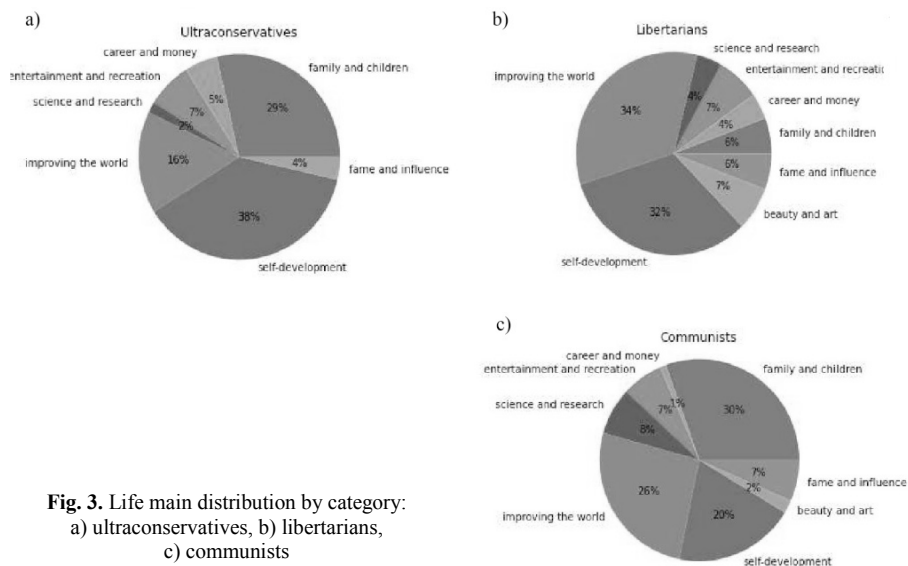 a)
Ultraconservatives
career and money
entertainment and recreation
science and research
improving the world
family and children
fame and influence
self-development
5%
7%
2%
16%
29%
4%
38%
b)
Libertarians
science and research
improving the world
entertainment and recreatic
career and money
family and children
fame and influence
beauty and art
self-development
34%
4%
7%
4%
6%
6%
7%
32%
c)
Communists
career and money
entertainment and recreation
science and research
improving the world
family and children
fame and influence
beauty and art
self-development
1%
7%
8%
26%
30%
7%
2%
20%
Fig. 3. Life main distribution by category:
a) ultraconservatives, b) libertarians,
c) communists